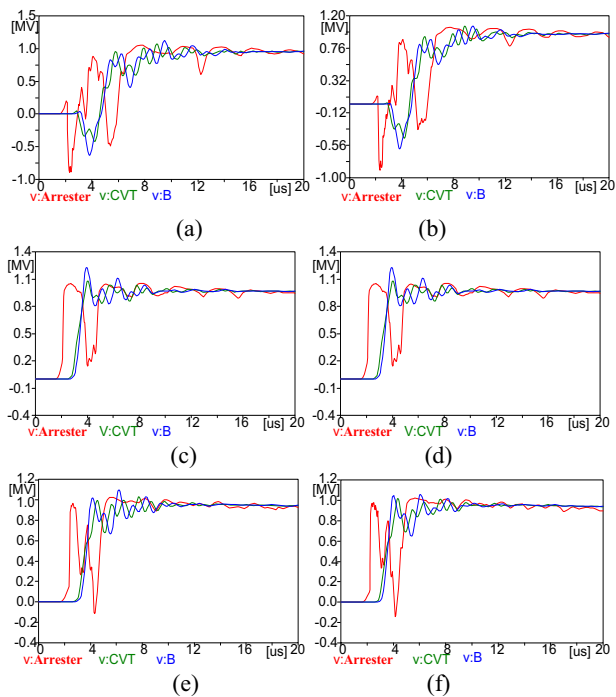 1.5
[MV]
1.0
0.5
0.0
-0.5
-1.0
0 4 8 12 16 20
[us]
v:Arrester v:CVT v:B
(a)
1.20
[MV]
0.76
0.32
-0.12
-0.56
-1.00
0 4 8 12 16 20
[us]
v:Arrester v:CVT v:B
(b)
1.4
[MV]
1.1
0.8
0.5
0.2
-0.1
-0.4
0 4 8 12 16 20
[us]
v:Arrester V:CVT v:B
(c)
1.4
[MV]
1.1
0.8
0.5
0.2
-0.1
-0.4
0 4 8 12 16 20
[us]
v:Arrester v:CVT v:B
(d)
1.2
[MV]
1.0
0.8
0.6
0.4
0.2
0.0
-0.2
-0.4
0 4 8 12 16 20
[us]
v:Arrester v:CVT v:B
(e)
1.2
[MV]
1.0
0.8
0.6
0.4
0.2
0.0
-0.2
-0.4
0 4 8 12 16 20
[us]
v:Arrester v:CVT v:B
(f)